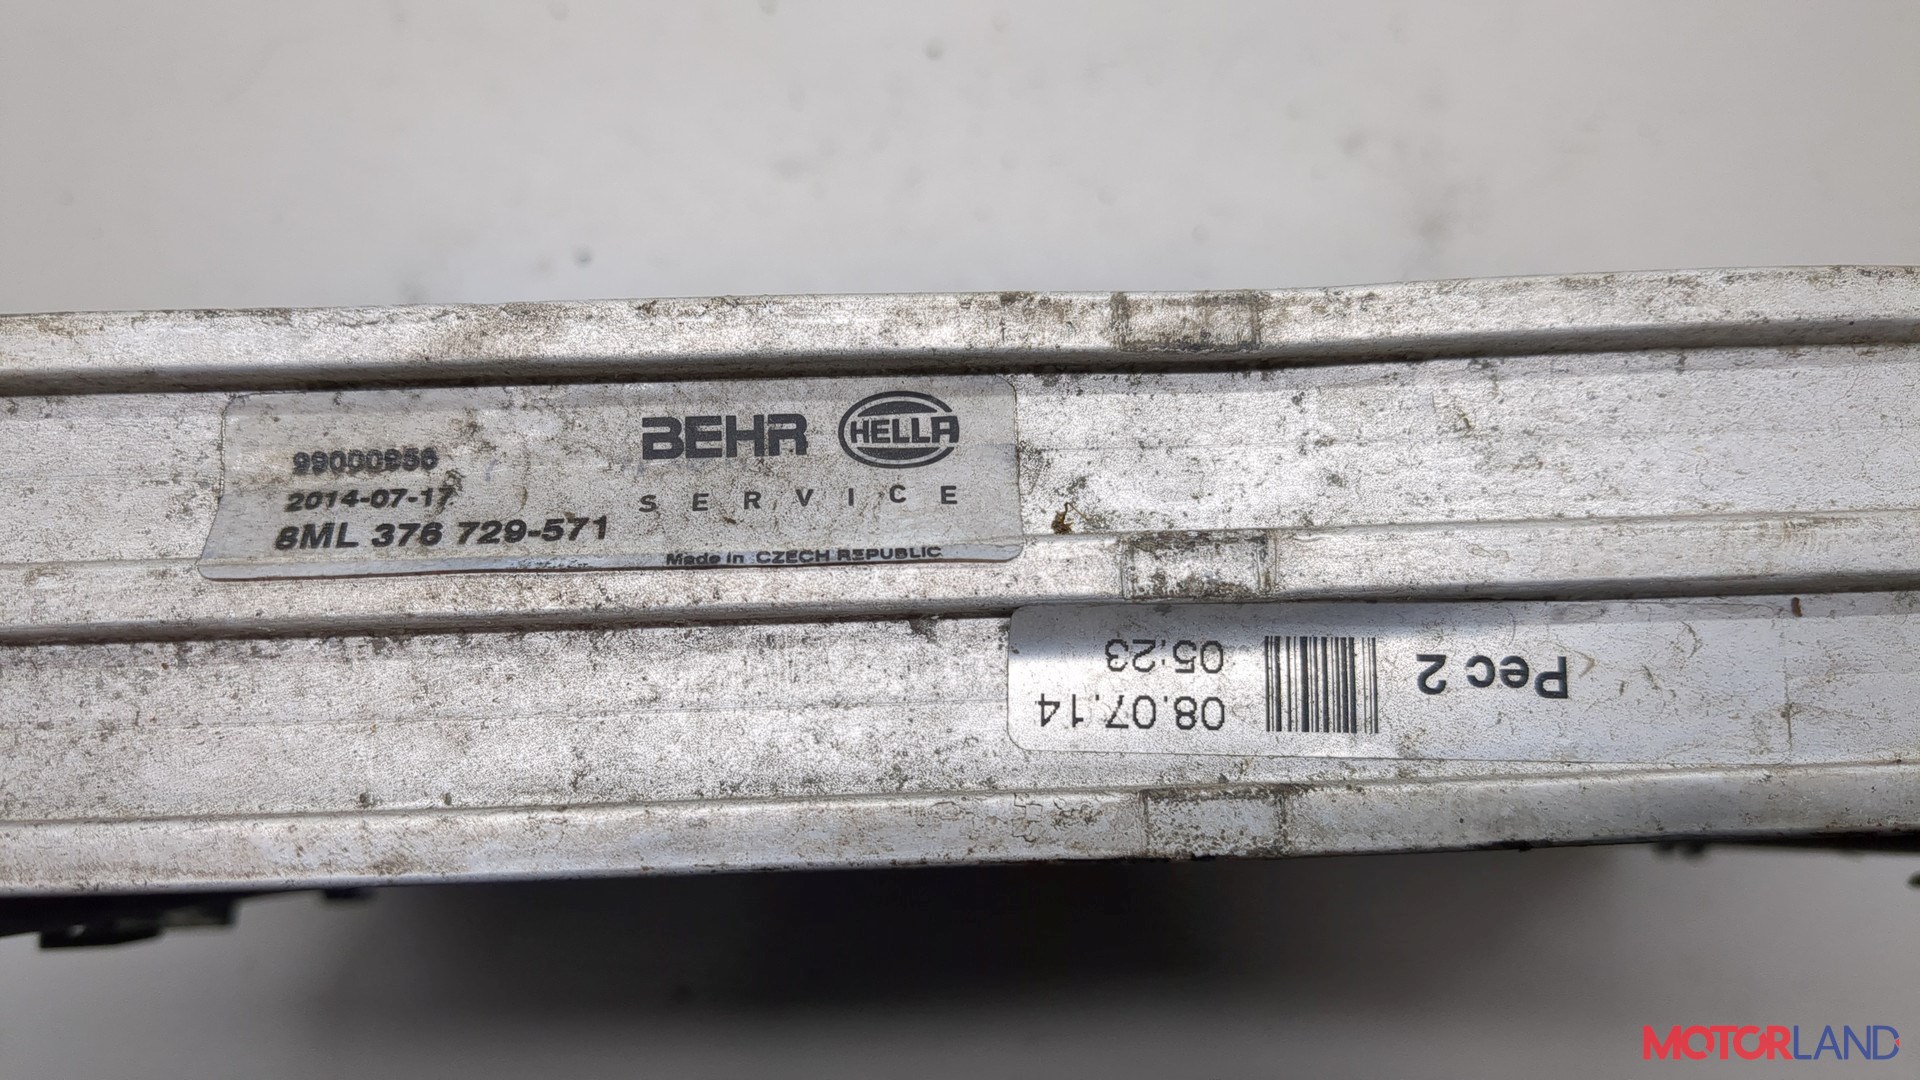 BEHR HELLA
99000956
2014-07-17
SERVICE
8ML 376 729-571
Made in CZECH REPUBLIC
Pec 2
08.07.14
05:23
MOTORLAND